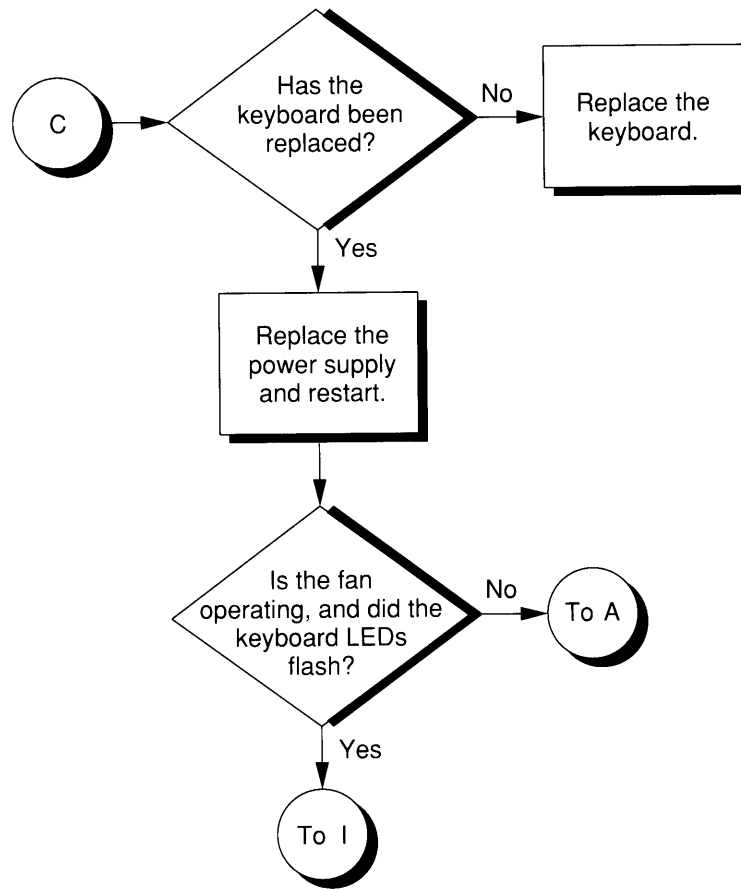 C
Has the
keyboard been
replaced?
No
Replace the
keyboard.
Yes
Replace the
power supply
and restart.
Is the fan
operating, and did the
keyboard LEDs
flash?
No
To A
Yes
To I